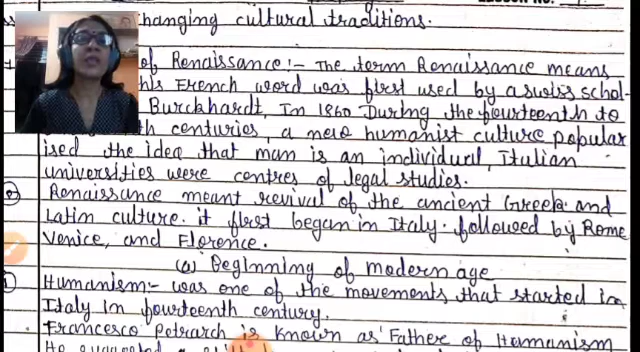 changing cultural traditions.
of Renaissance:- The term Renaissance means
his French word was first used by a swiss schol-
Burckhardt, In 1860 During the fourteenth to
centuries, a new humanist culture popular
ised the idea that man is an individual, Italian
universities were centres of legal studies.
Renaissance meant revival of the ancient Greek and
Latin culture. it first began in Italy. followed by Rome
Venice, and Florence.
(a) Beginning of modern age
Humanism:- was one of the movements that started in
Italy in fourteenth century.
Francesco Petrarch is known as 'Father of Humanism
He suggested a